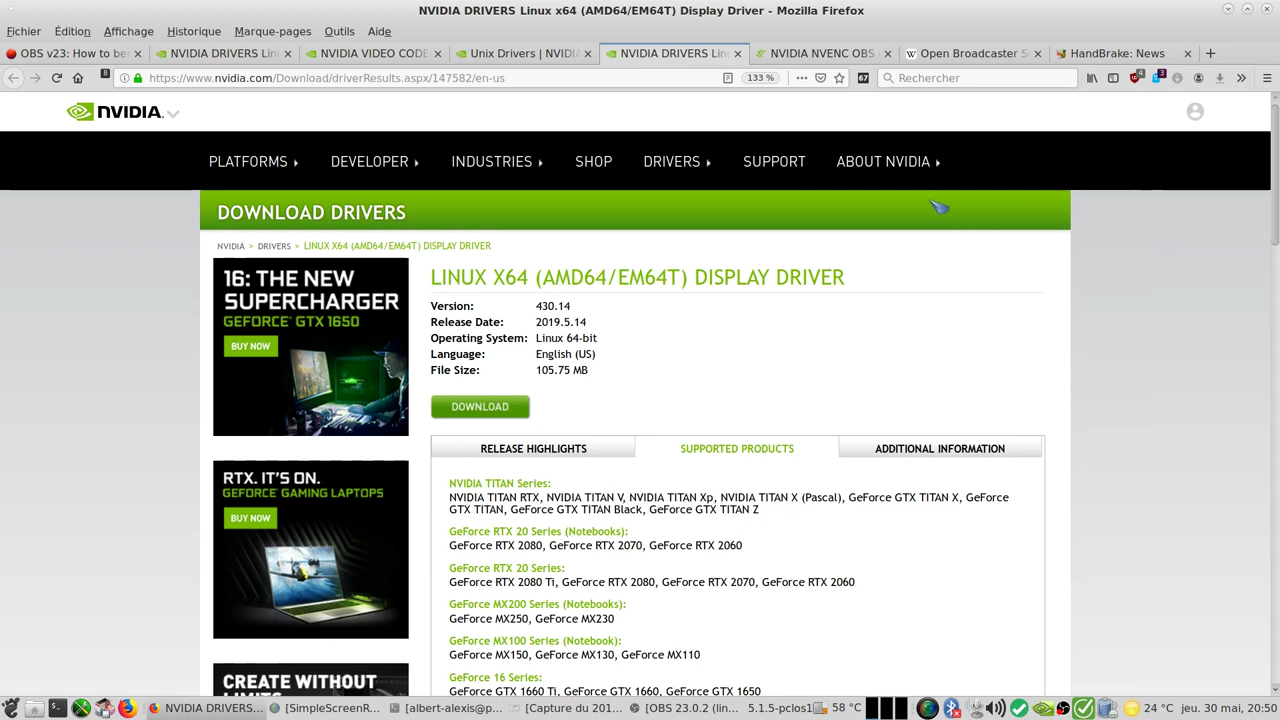 NVIDIA DRIVERS Linux x64 (AMD64/EM64T) Display Driver - Mozilla Firefox
Fichier Édition Affichage Historique Marque-pages Outils Aide
OBS v23: How to be
NVIDIA DRIVERS Lin
NVIDIA VIDEO CODE
Unix Drivers | NVIDIA
NVIDIA DRIVERS Lin
NVIDIA NVENC OBS
Open Broadcaster S
HandBrake: News
8
https://www.nvidia.com/Download/driverResults.aspx/147582/en-us
133 %
Rechercher
67
4
3
NVIDIA.
PLATFORMS DEVELOPER INDUSTRIES SHOP DRIVERS SUPPORT ABOUT NVIDIA
DOWNLOAD DRIVERS
NVIDIA > DRIVERS > LINUX X64 (AMD64/EM64T) DISPLAY DRIVER
16: THE NEW
SUPERCHARGER
GEFORCE® GTX 1650
BUY NOW
LINUX X64 (AMD64/EM64T) DISPLAY DRIVER
Version: 430.14
Release Date: 2019.5.14
Operating System: Linux 64-bit
Language: English (US)
File Size: 105.75 MB
DOWNLOAD
RELEASE HIGHLIGHTS SUPPORTED PRODUCTS ADDITIONAL INFORMATION
RTX. IT'S ON.
GEFORCE® GAMING LAPTOPS
BUY NOW
NVIDIA TITAN Series:
NVIDIA TITAN RTX, NVIDIA TITAN V, NVIDIA TITAN Xp, NVIDIA TITAN X (Pascal), GeForce GTX TITAN X, GeForce
GTX TITAN, GeForce GTX TITAN Black, GeForce GTX TITAN Z
GeForce RTX 20 Series (Notebooks):
GeForce RTX 2080, GeForce RTX 2070, GeForce RTX 2060
GeForce RTX 20 Series:
GeForce RTX 2080 Ti, GeForce RTX 2080, GeForce RTX 2070, GeForce RTX 2060
GeForce MX200 Series (Notebooks):
GeForce MX250, GeForce MX230
GeForce MX100 Series (Notebook):
GeForce MX150, GeForce MX130, GeForce MX110
GeForce 16 Series:
GeForce GTX 1660 Ti, GeForce GTX 1660, GeForce GTX 1650
CREATE WITHOUT
NVIDIA DRIVERS...
[SimpleScreenR...
[albert-alexis@p...
[Capture du 201...
[OBS 23.0.2 (lin...
5.1.5-pclos1
58 °C
24 °C
jeu. 30 mai, 20:50